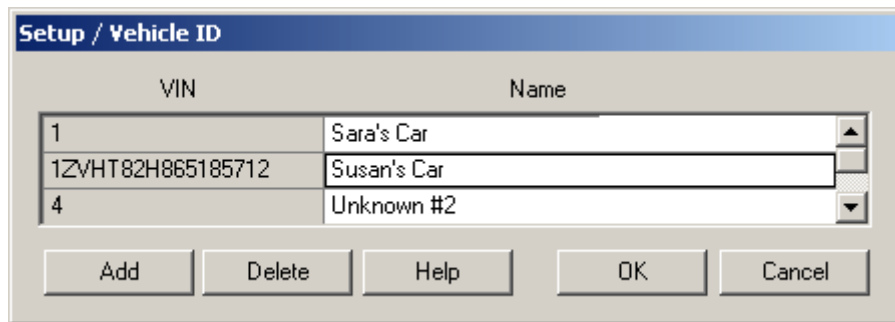 Setup / Vehicle ID
VIN Name
1 Sara's Car
1ZVHT82H865185712 Susan's Car
4 Unknown #2
Add Delete Help OK Cancel